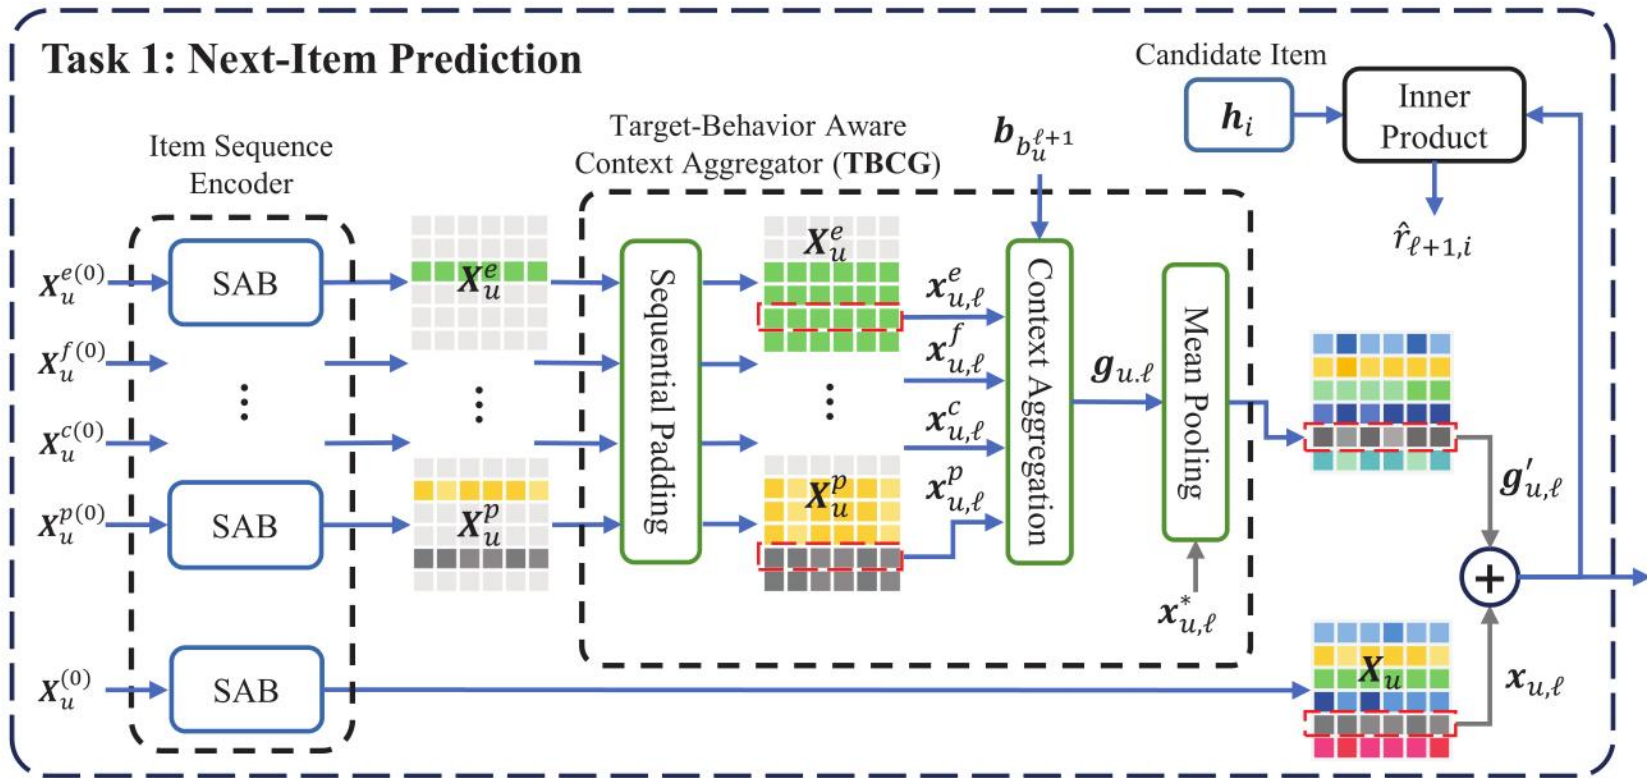 Task 1: Next-Item Prediction
Candidate Item
h_i
Inner
Product
r̂_{ℓ+1,i}
Item Sequence
Encoder
Target-Behavior Aware
Context Aggregator (TBCG)
b_{b_u^{ℓ+1}}
X_u^{e(0)}
SAB
X_u^e
Sequential Padding
X_u^e
x_{u,ℓ}^e
Context Aggregation
Mean Pooling
X_u^{f(0)}
⋮
⋮
⋮
x_{u,ℓ}^f
g_{u.ℓ}
X_u^{c(0)}
x_{u,ℓ}^c
X_u^{p(0)}
SAB
X_u^p
X_u^p
x_{u,ℓ}^p
g'_{u,ℓ}
+
x_{u,ℓ}^*
X_u^{(0)}
SAB
X_u
x_{u,ℓ}